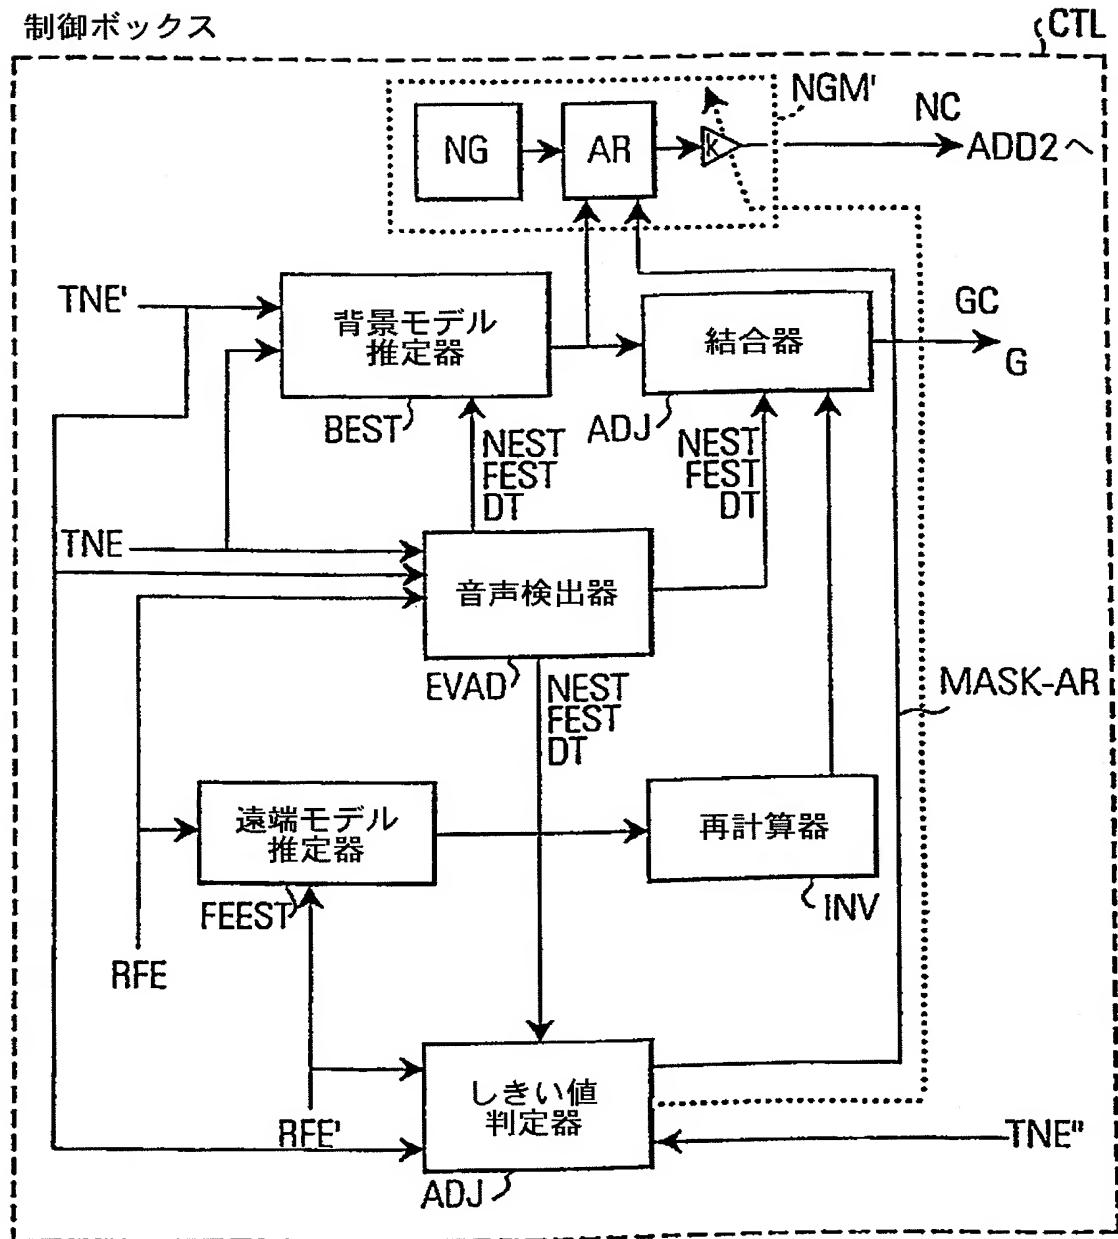 制御ボックス
CTL
NGM'
NG
AR
k
NC
ADD2へ
TNE'
背景モデル
推定器
BEST
結合器
ADJ
GC
G
NEST
FEST
DT
NEST
FEST
DT
TNE
音声検出器
EVAD
NEST
FEST
DT
MASK-AR
遠端モデル
推定器
FEEST
再計算器
INV
RFE
RFE'
しきい値
判定器
ADJ
TNE"